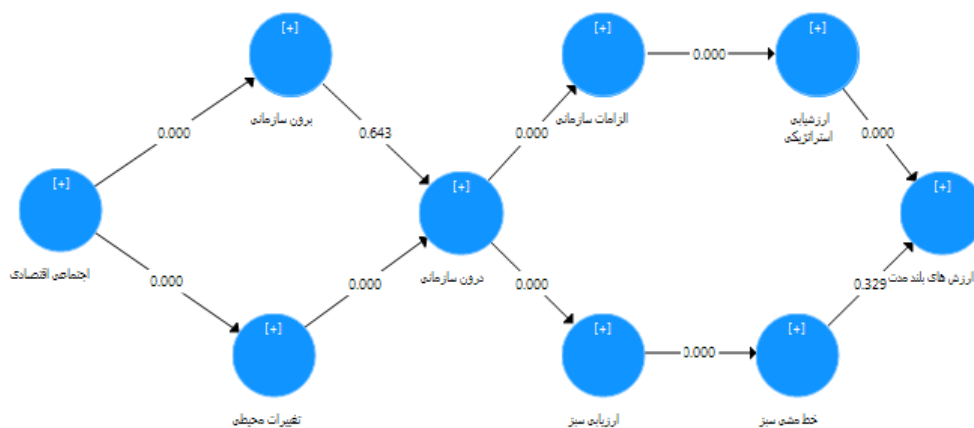 [+]
[+]
[+]
برون سازمانی
الزامات سازمانی
ارزشیابی
استراتژیکی
0.000
0.000
0.643
0.000
0.000
[+]
[+]
[+]
اجتماعی اقتصادی
درون سازمانی
ارزش های بلند مدت
0.000
0.000
0.000
0.329
[+]
[+]
[+]
0.000
تغییرات محیطی
ارزیابی سبز
خط مشی سبز